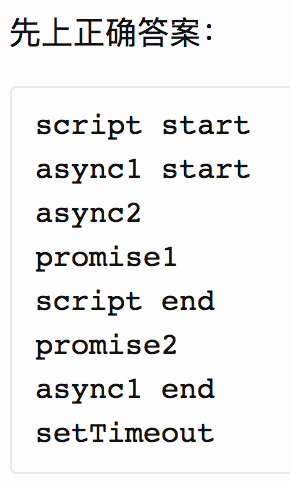 先上正确答案：
script start
async1 start
async2
promise1
script end
promise2
async1 end
setTimeout